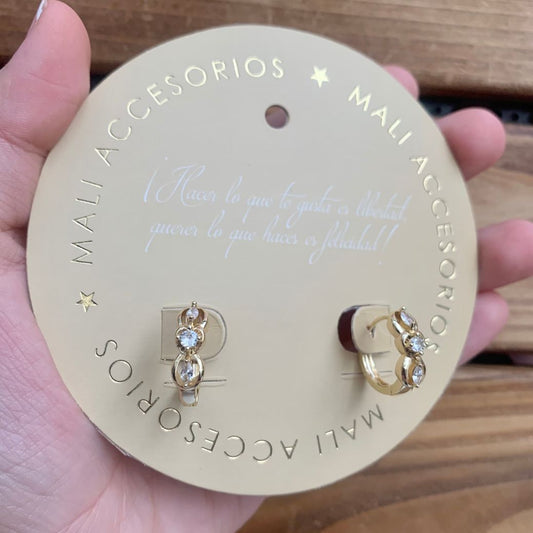 MALI ACCESORIOS ★ MALI ACCESORIOS
MALI ACCESORIOS ★
¡Hacer lo que te gusta es libertad,
querer lo que haces es felicidad!